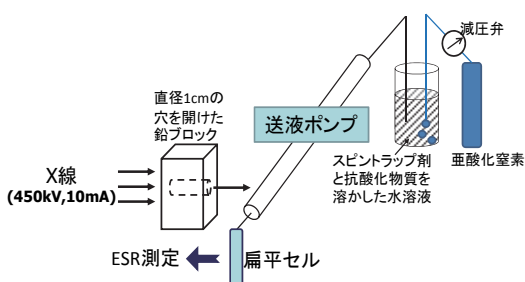 減圧弁
直径1cmの
穴を開けた
鉛ブロック
送液ポンプ
X線
(450kV,10mA)
スピントラップ剤
と抗酸化物質を
溶かした水溶液
亜酸化窒素
ESR測定
扁平セル